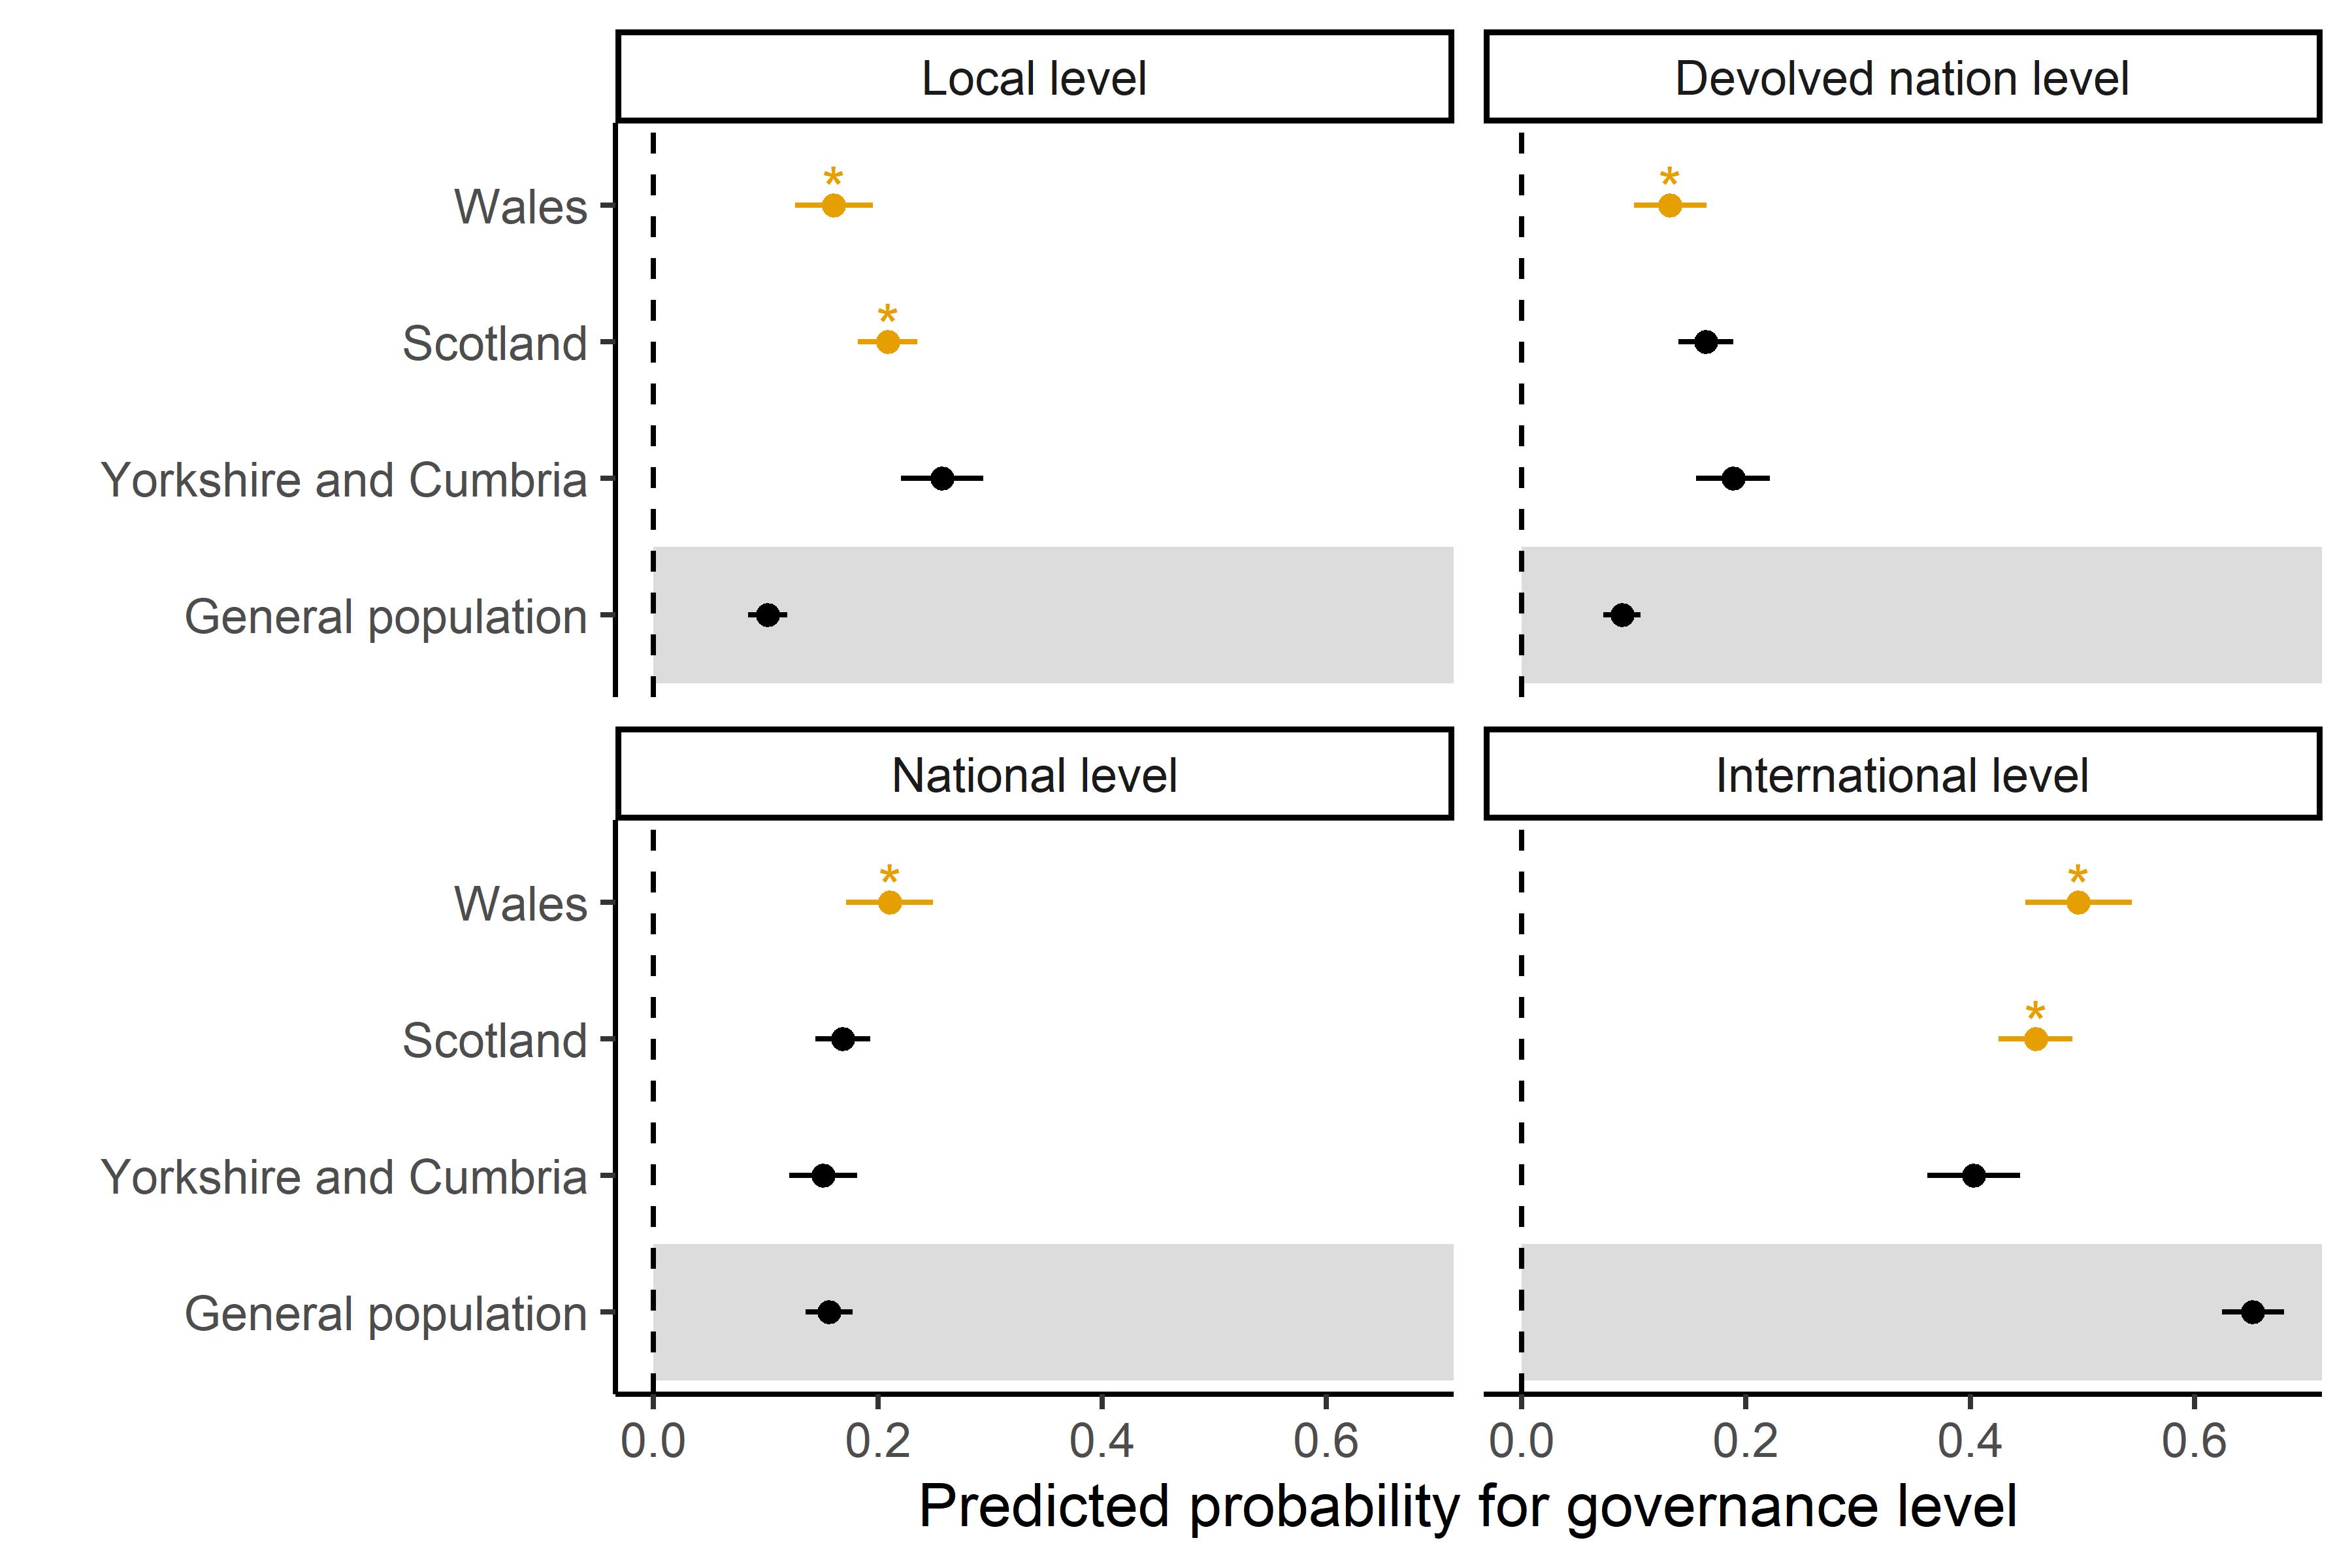 Local level
Devolved nation level
Wales
*
*
Scotland
*
Yorkshire and Cumbria
General population
National level
International level
Wales
*
*
Scotland
*
Yorkshire and Cumbria
General population
0.0 0.2 0.4 0.6 0.0 0.2 0.4 0.6
Predicted probability for governance level